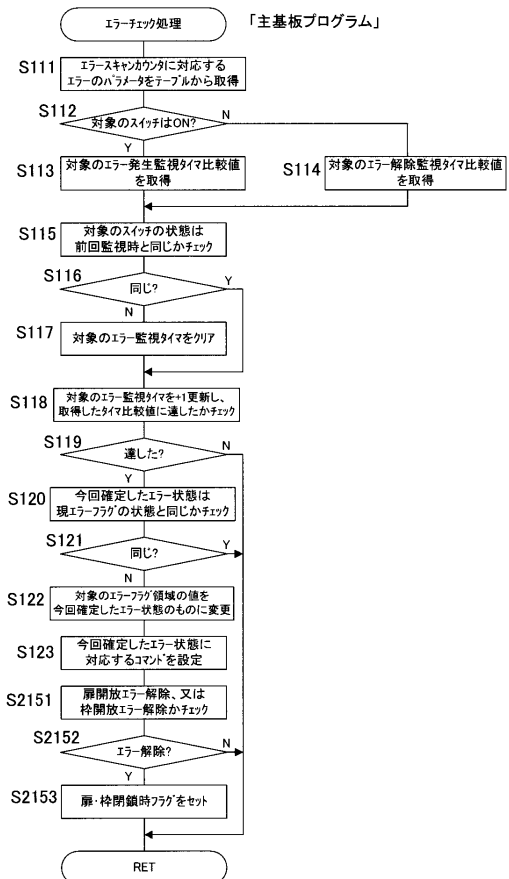 エラーチェック処理
「主基板プログラム」
S111
エラースキャンカウンタに対応する
エラーのパラメータをテーブルから取得
S112
対象のスイッチはON?
N
Y
S113
対象のエラー発生監視タイマ比較値
を取得
S114
対象のエラー解除監視タイマ比較値
を取得
S115
対象のスイッチの状態は
前回監視時と同じかチェック
S116
同じ?
Y
N
S117
対象のエラー監視タイマをクリア
S118
対象のエラー監視タイマを+1更新し、
取得したタイマ比較値に達したかチェック
S119
達した?
N
Y
S120
今回確定したエラー状態は
現エラーフラグの状態と同じかチェック
S121
同じ?
Y
N
S122
対象のエラーフラグ領域の値を
今回確定したエラー状態のものに変更
S123
今回確定したエラー状態に
対応するコマンドを設定
S2151
扉開放エラー解除、又は
枠開放エラー解除かチェック
S2152
エラー解除?
N
Y
S2153
扉・枠閉鎖時フラグをセット
RET